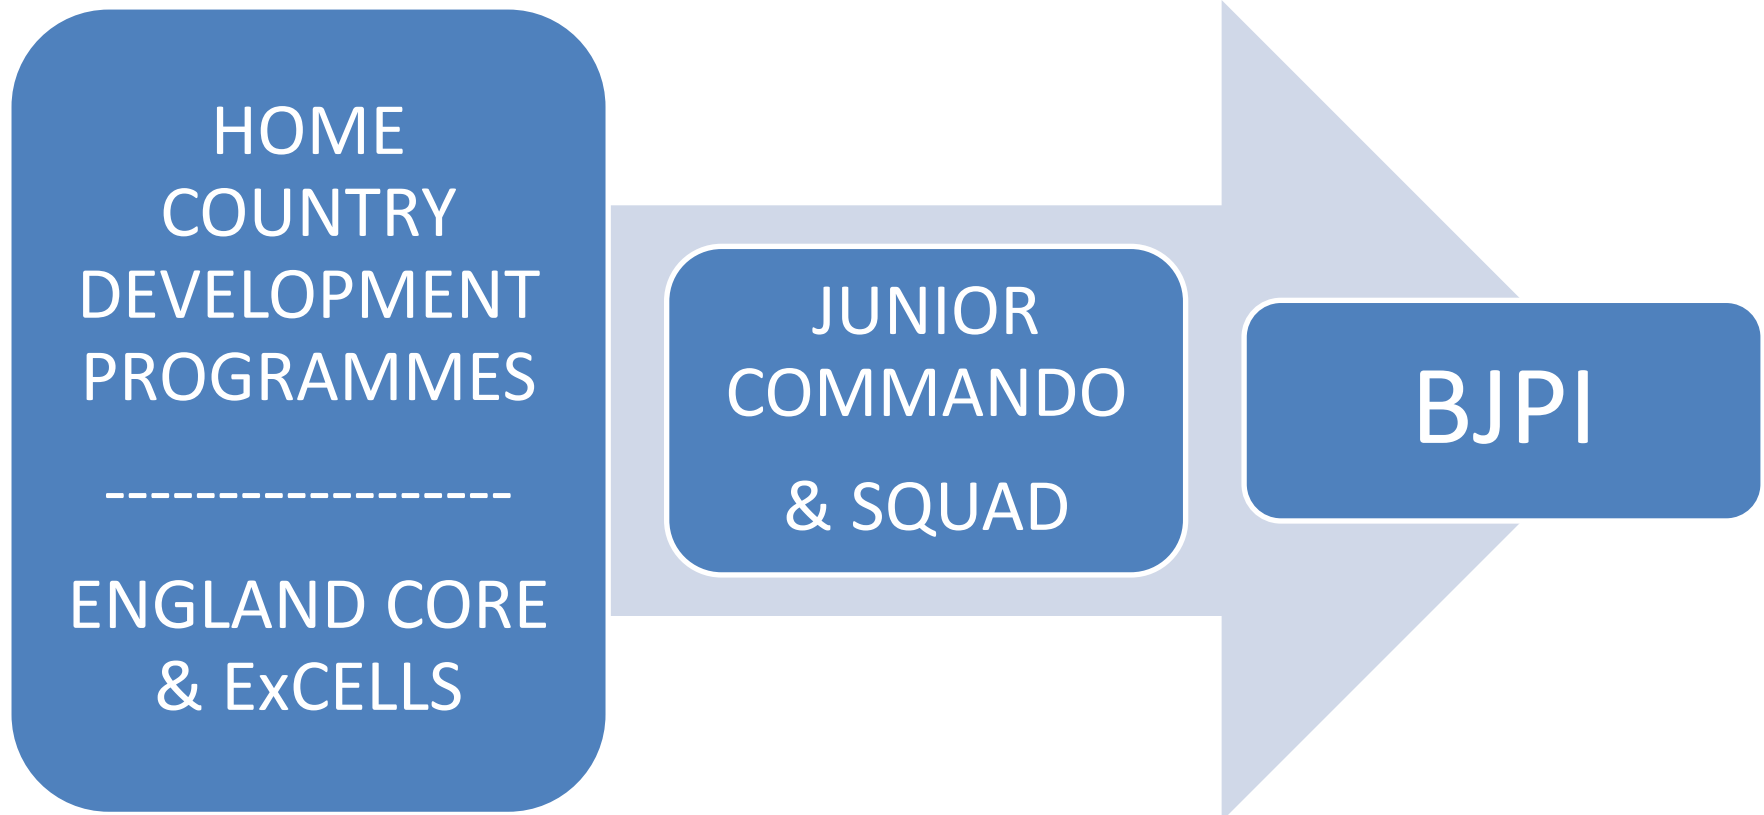 HOME
COUNTRY
DEVELOPMENT
PROGRAMMES
------------------
ENGLAND CORE
& ExCELLS
JUNIOR
COMMANDO
& SQUAD
BJPI